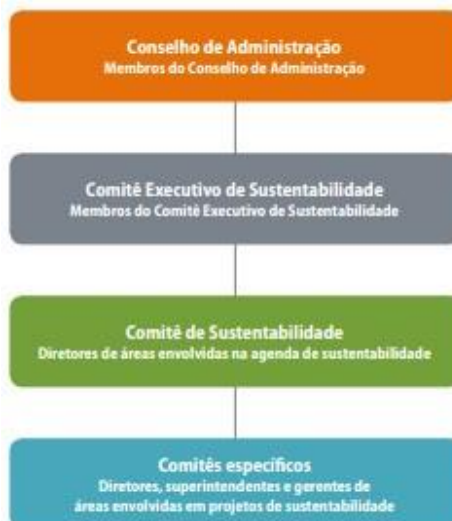 Conselho de Administração
Membros do Conselho de Administração
Comitê Executivo de Sustentabilidade
Membros do Comitê Executivo de Sustentabilidade
Comitê de Sustentabilidade
Diretores de áreas envolvidas na agenda de sustentabilidade
Comitês específicos
Diretores, superintendentes e gerentes de
áreas envolvidas em projetos de sustentabilidade